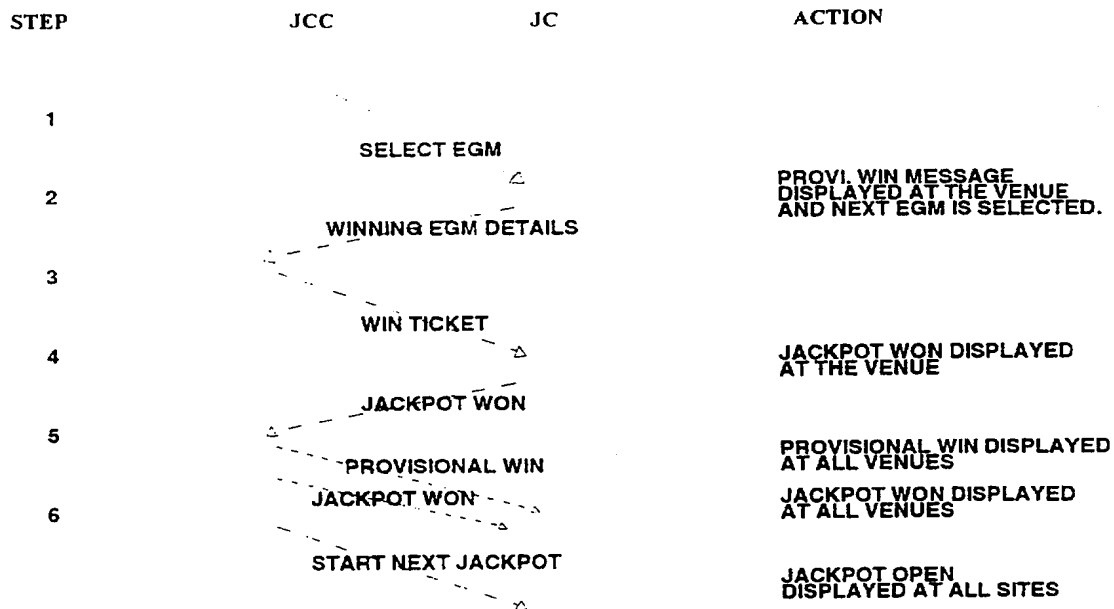 STEP JCC JC ACTION
1
SELECT EGM
PROVI. WIN MESSAGE
2 DISPLAYED AT THE VENUE
AND NEXT EGM IS SELECTED.
WINNING EGM DETAILS
3
WIN TICKET
4 JACKPOT WON DISPLAYED
AT THE VENUE
JACKPOT WON
5
PROVISIONAL WIN DISPLAYED
AT ALL VENUES
PROVISIONAL WIN
JACKPOT WON
JACKPOT WON DISPLAYED
AT ALL VENUES
6
START NEXT JACKPOT
JACKPOT OPEN
DISPLAYED AT ALL SITES